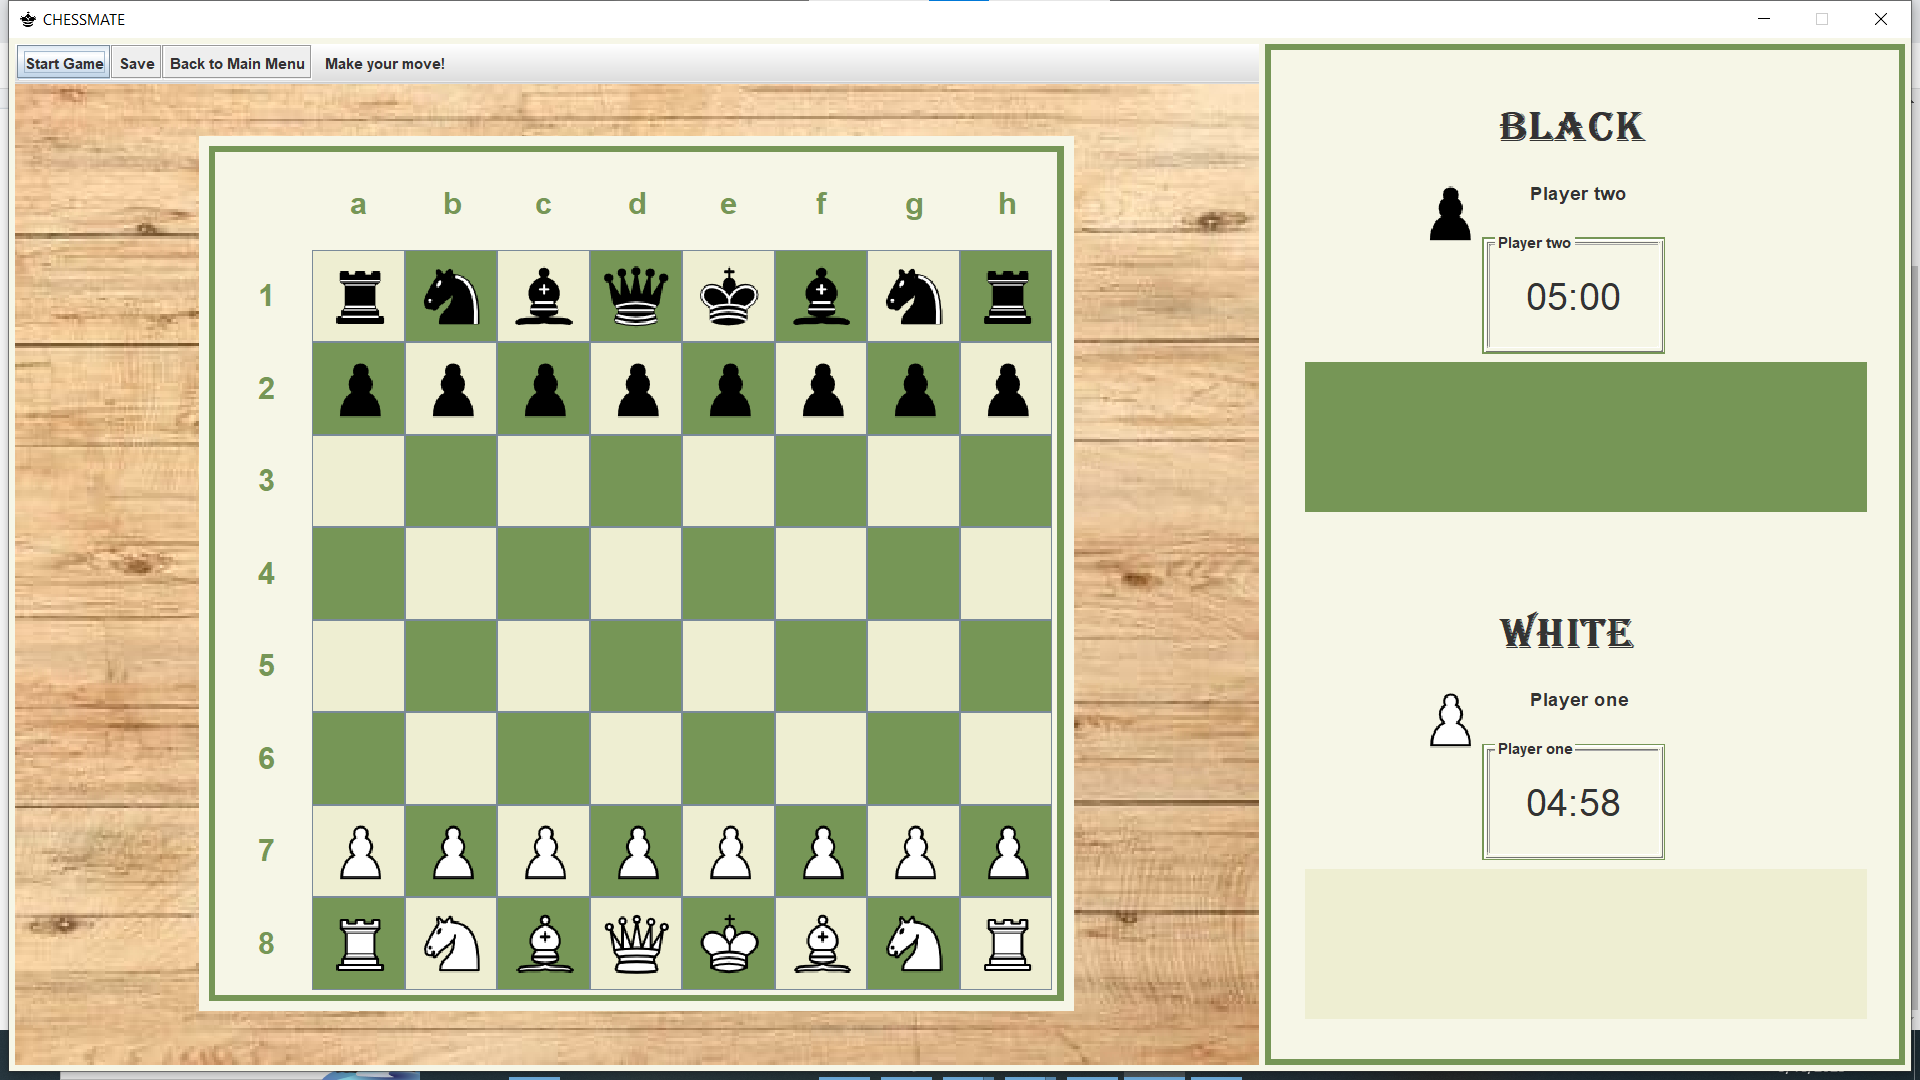 CHESSMATE
Start Game Save Back to Main Menu Make your move!
a b c d e f g h
1
2
3
4
5
6
7
8
BLACK
Player two
Player two
05:00
WHITE
Player one
Player one
04:58